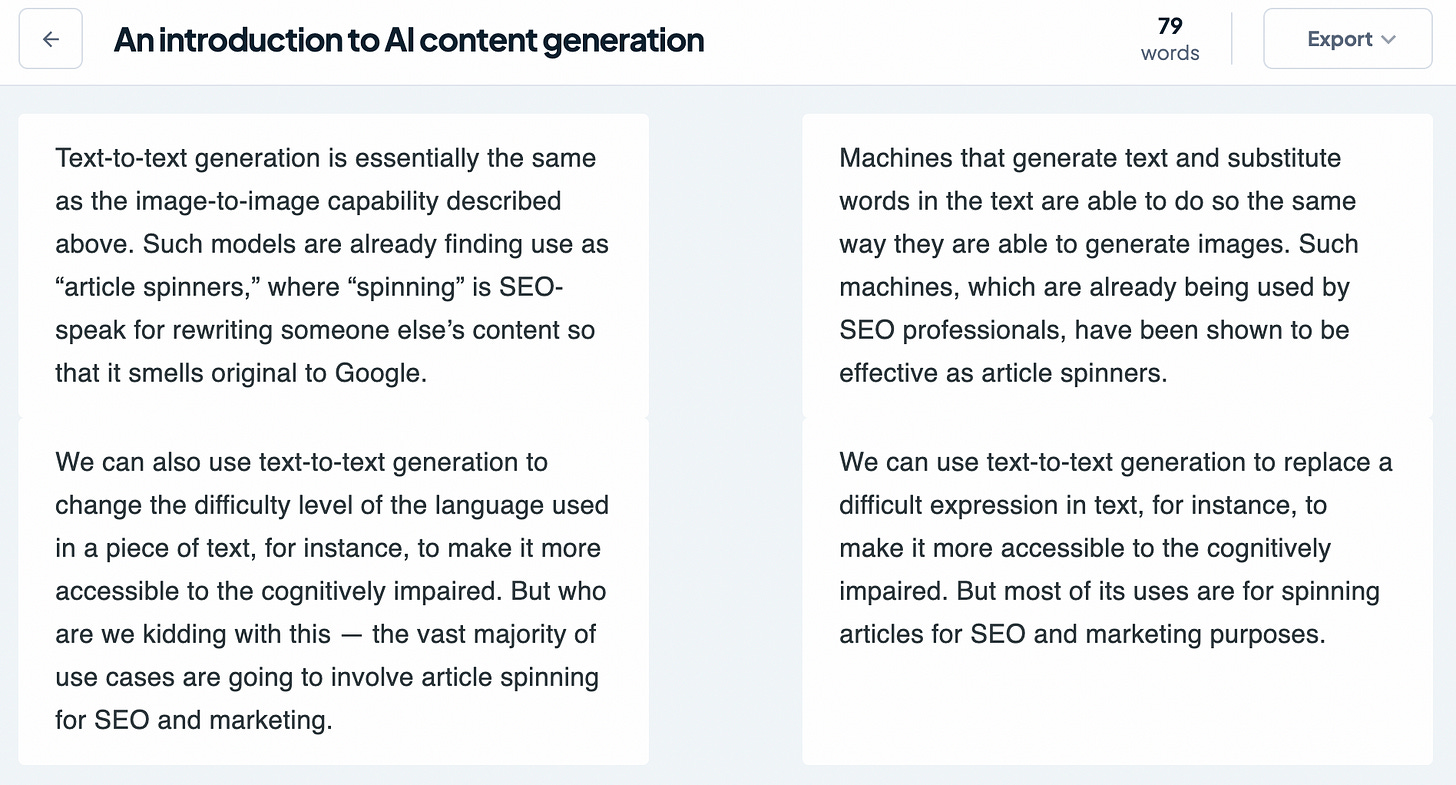 An introduction to AI content generation
79
words
Export
Text-to-text generation is essentially the same
as the image-to-image capability described
above. Such models are already finding use as
“article spinners,” where “spinning” is SEO-
speak for rewriting someone else’s content so
that it smells original to Google.
Machines that generate text and substitute
words in the text are able to do so the same
way they are able to generate images. Such
machines, which are already being used by
SEO professionals, have been shown to be
effective as article spinners.
We can also use text-to-text generation to
change the difficulty level of the language used
in a piece of text, for instance, to make it more
accessible to the cognitively impaired. But who
are we kidding with this — the vast majority of
use cases are going to involve article spinning
for SEO and marketing.
We can use text-to-text generation to replace a
difficult expression in text, for instance, to
make it more accessible to the cognitively
impaired. But most of its uses are for spinning
articles for SEO and marketing purposes.